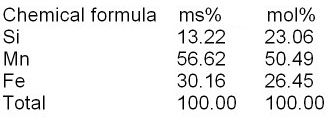 Chemical formula ms% mol%
Si 13.22 23.06
Mn 56.62 50.49
Fe 30.16 26.45
Total 100.00 100.00